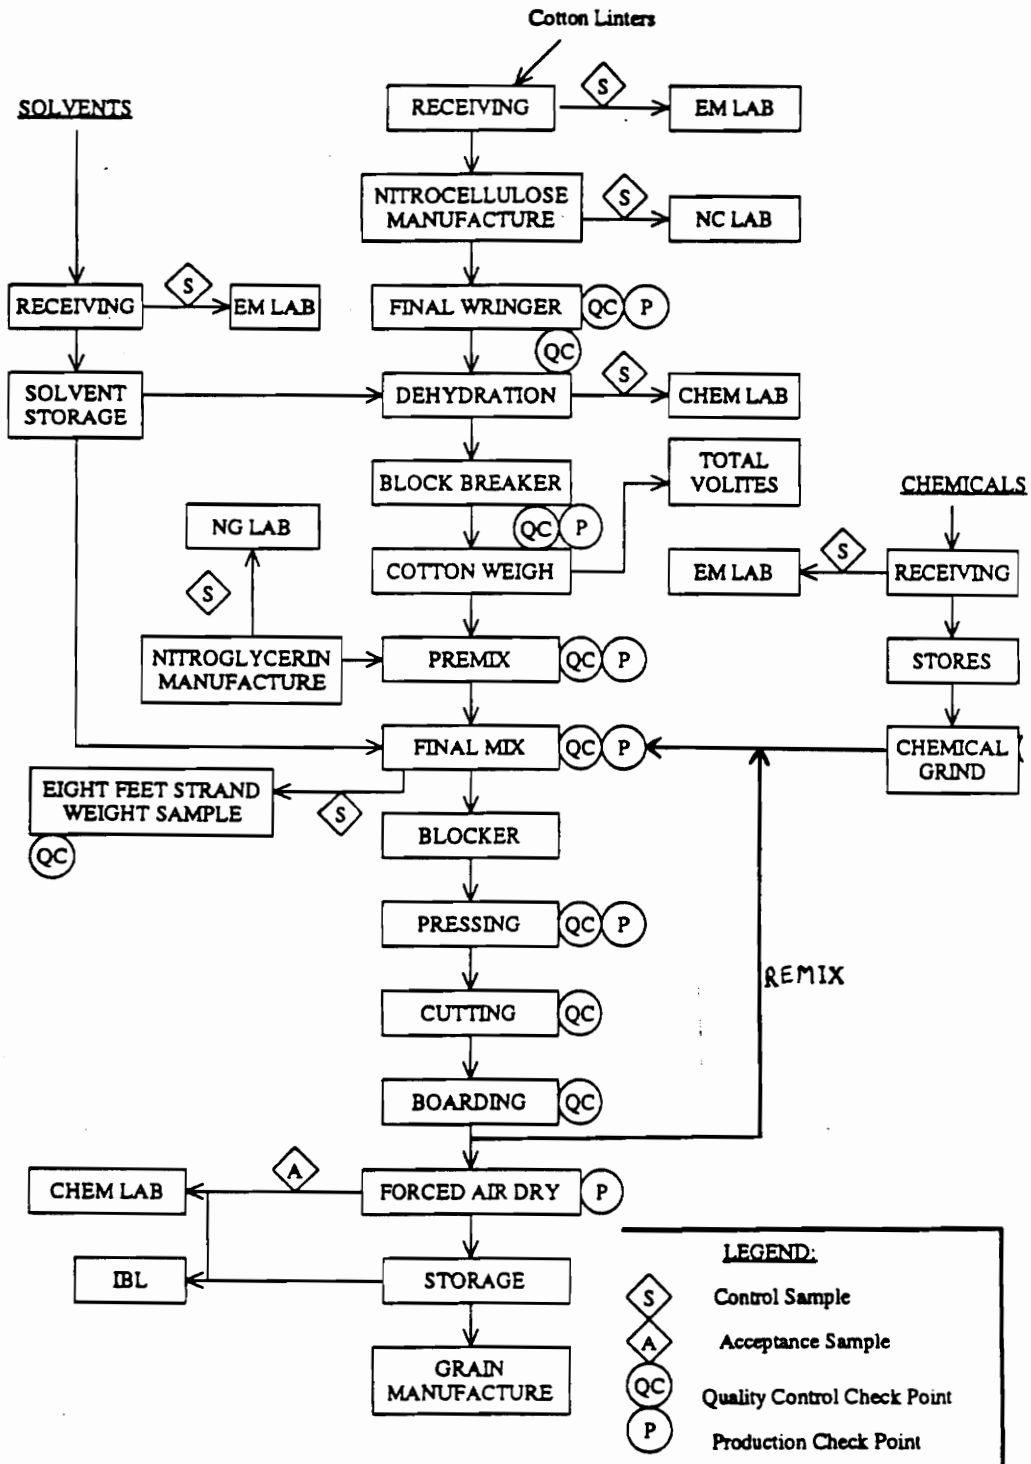 Cotton Linters
SOLVENTS
RECEIVING
S
EM LAB
NITROCELLULOSE
MANUFACTURE
S
NC LAB
RECEIVING
S
EM LAB
FINAL WRINGER
QC
P
QC
SOLVENT
STORAGE
DEHYDRATION
S
CHEM LAB
BLOCK BREAKER
TOTAL
VOLITES
CHEMICALS
NG LAB
QC
P
S
COTTON WEIGH
EM LAB
S
RECEIVING
NITROGLYCERIN
MANUFACTURE
PREMIX
QC
P
STORES
FINAL MIX
QC
P
CHEMICAL
GRIND
EIGHT FEET STRAND
WEIGHT SAMPLE
S
QC
BLOCKER
PRESSING
QC
P
REMIX
CUTTING
QC
BOARDING
QC
CHEM LAB
A
FORCED AIR DRY
P
IBL
STORAGE
GRAIN
MANUFACTURE
LEGEND:
S Control Sample
A Acceptance Sample
QC Quality Control Check Point
P Production Check Point